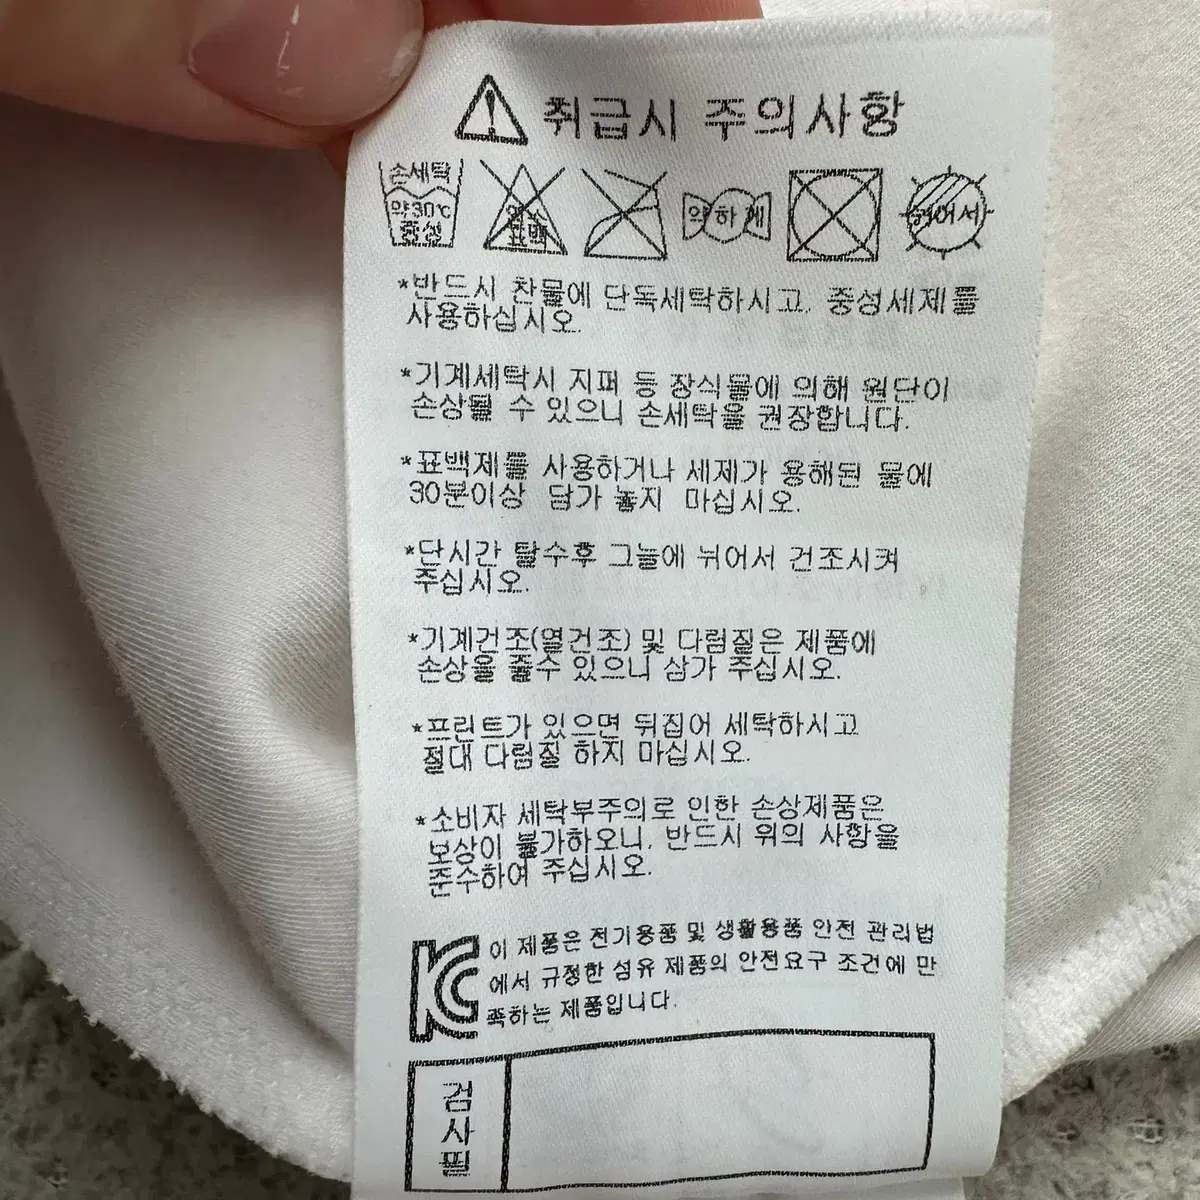 취급시 주의사항
손세탁
약30℃
중성
염소
표백
약하게
뉘어서
*반드시 찬물에 단독세탁하시고, 중성세제를
사용하십시오.
*기계세탁시 지퍼 등 장식물에 의해 원단이
손상될 수 있으니 손세탁을 권장합니다.
*표백제를 사용하거나 세제가 용해된 물에
30분이상 담가 놓지 마십시오.
*단시간 탈수후 그늘에 뉘어서 건조시켜
주십시오.
*기계건조(열건조) 및 다림질은 제품에
손상을 줄수 있으니 삼가 주십시오.
*프린트가 있으면 뒤집어 세탁하시고
절대 다림질 하지 마십시오.
*소비자 세탁부주의로 인한 손상제품은
보상이 불가하오니, 반드시 위의 사항을
준수하여 주십시오.
이 제품은 전기용품 및 생활용품 안전 관리법
에서 규정한 섬유 제품의 안전요구 조건에 만
족하는 제품입니다.
검
사
필